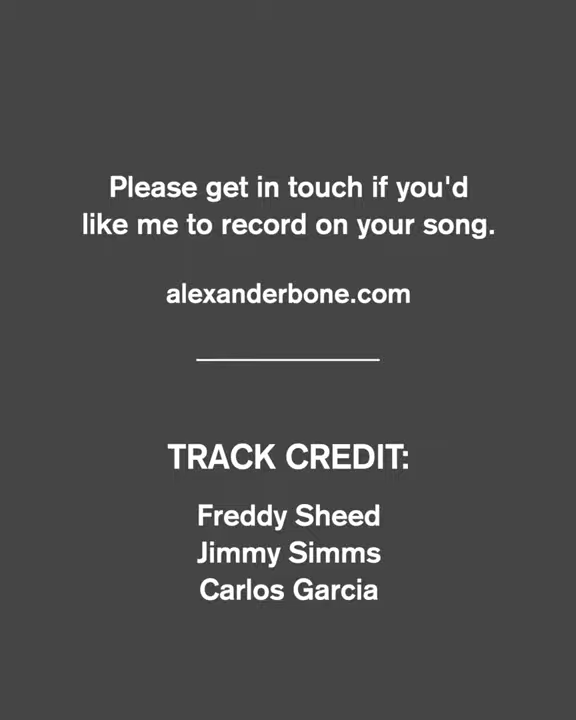 Please get in touch if you'd
like me to record on your song.
alexanderbone.com
TRACK CREDIT:
Freddy Sheed
Jimmy Simms
Carlos Garcia